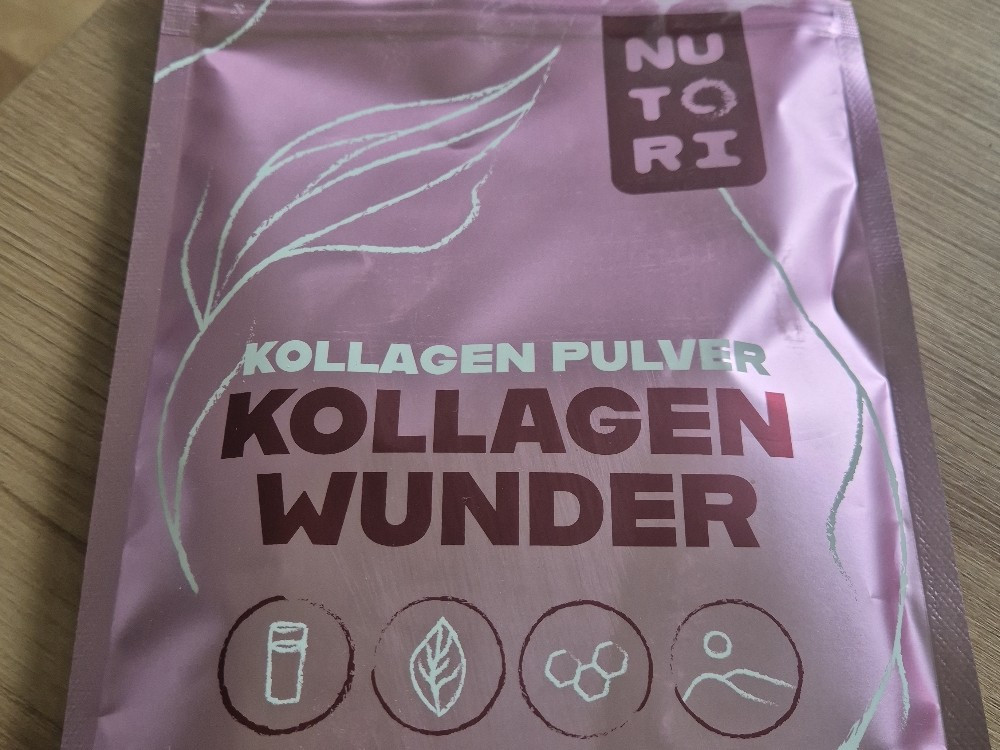 NU
TO
RI
KOLLAGEN PULVER
KOLLAGEN
WUNDER